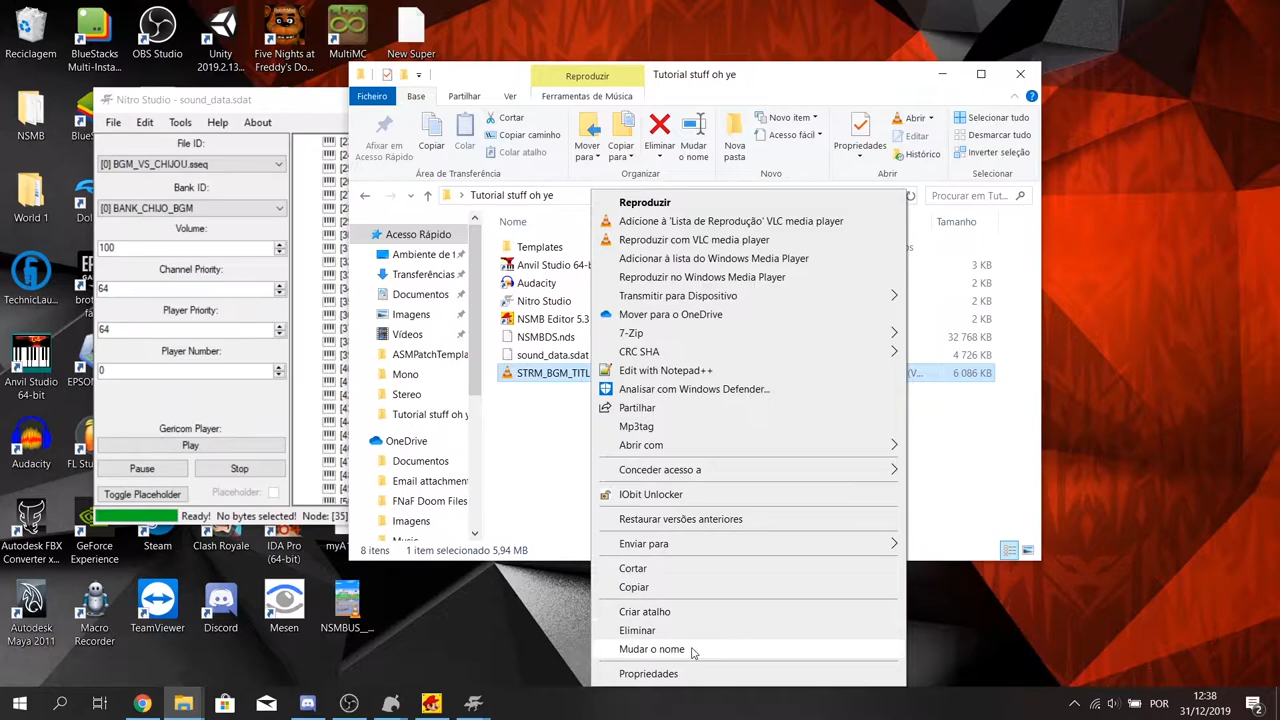 Reciclagem
BlueStacks
Multi-Insta...
OBS Studio
Unity
2019.2.13...
Five Nights at
Freddy's Do...
MultiMC
New Super
NSMB
World 1
TechnicLau...
Anvil Studio
64-bit
Audacity
Autodesk FBX
Converter x...
GeForce
Experience
Steam
Clash Royale
IDA Pro
(64-bit)
Autodesk
Maya 2011
Macro
Recorder
TeamViewer
Discord
Mesen
NSMBUS__...
Nitro Studio - sound_data.sdat
File
Edit
Tools
Help
About
File ID:
[0] BGM_VS_CHIJOU.sseq
Bank ID:
[0] BANK_CHIJO_BGM
Volume:
100
Channel Priority:
64
Player Priority:
64
Player Number:
0
Gericom Player:
Play
Pause
Stop
Toggle Placeholder
Placeholder:
Ready! No bytes selected! Node: [35]
Reproduzir
Tutorial stuff oh ye
Ficheiro
Base
Partilhar
Ver
Ferramentas de Música
Afixar em
Acesso Rápido
Copiar
Colar
Cortar
Copiar caminho
Colar atalho
Área de Transferência
Mover
para
Copiar
para
Eliminar
Mudar
o nome
Organizar
Nova
pasta
Novo item
Acesso fácil
Novo
Propriedades
Abrir
Editar
Histórico
Abrir
Selecionar tudo
Desmarcar tudo
Inverter seleção
Selecionar
Tutorial stuff oh ye
Procurar em Tut...
Acesso Rápido
Ambiente de t
Transferências
Documentos
Imagens
Vídeos
ASMPatchTempla
Mono
Stereo
Tutorial stuff oh y
OneDrive
Documentos
Email attachment
FNaF Doom Files
Imagens
Nome
Tamanho
Templates
Anvil Studio 64-b
3 KB
Audacity
2 KB
Nitro Studio
2 KB
NSMB Editor 5.3
2 KB
NSMBDS.nds
32 768 KB
sound_data.sdat
4 726 KB
STRM_BGM_TITL
(V...
6 086 KB
8 itens
1 item selecionado 5,94 MB
Reproduzir
Adicione à 'Lista de Reprodução' VLC media player
Reproduzir com VLC media player
Adicionar à lista do Windows Media Player
Reproduzir no Windows Media Player
Transmitir para Dispositivo
Mover para o OneDrive
7-Zip
CRC SHA
Edit with Notepad++
Analisar com Windows Defender...
Partilhar
Mp3tag
Abrir com
Conceder acesso a
IObit Unlocker
Restaurar versões anteriores
Enviar para
Cortar
Copiar
Criar atalho
Eliminar
Mudar o nome
Propriedades
POR
12:38
31/12/2019
2